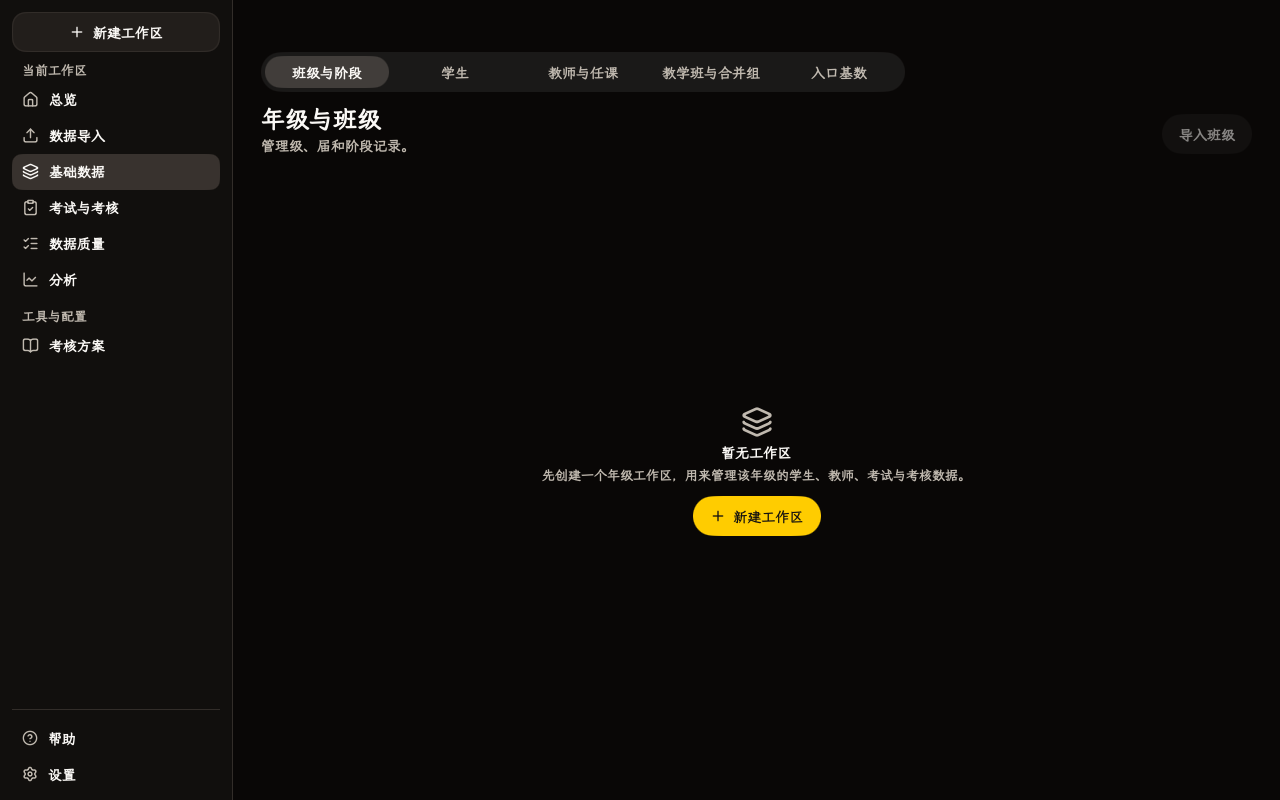 新建工作区
当前工作区
总览
数据导入
基础数据
考试与考核
数据质量
分析
工具与配置
考核方案
帮助
设置
班级与阶段
学生
教师与任课
教学班与合并组
入口基数
年级与班级
管理级、届和阶段记录。
导入班级
暂无工作区
先创建一个年级工作区，用来管理该年级的学生、教师、考试与考核数据。
新建工作区